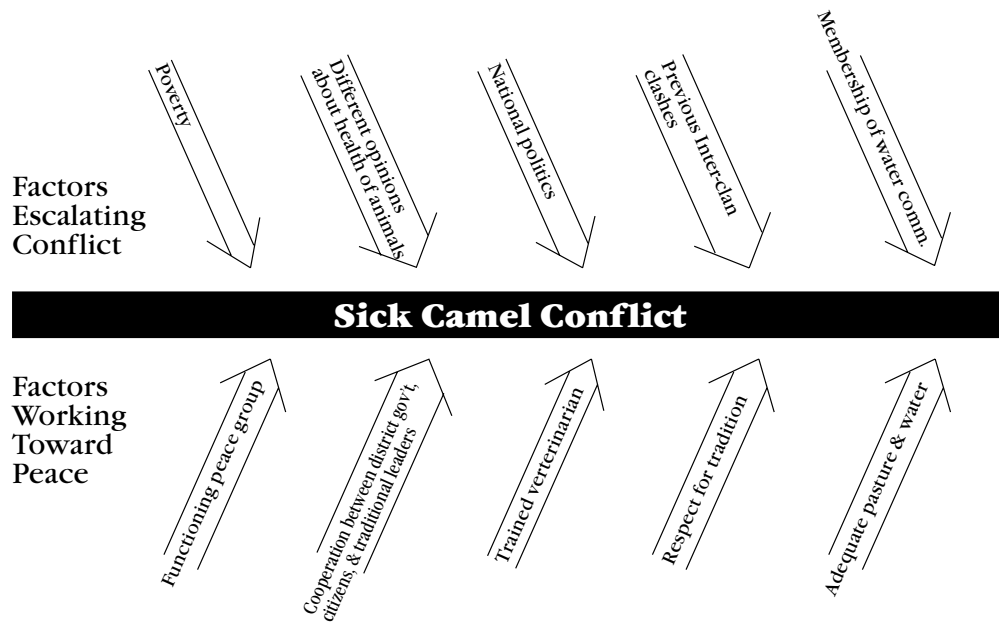 Poverty
Different opinions
about health of animals
National politics
Previous Inter-clan
clashes
Membership of water comm.
Factors
Escalating
Conflict
Sick Camel Conflict
Factors
Working
Toward
Peace
Functioning peace group
Cooperation between district gov't,
citizens, & traditional leaders
Trained verterinarian
Respect for tradition
Adequate pasture & water